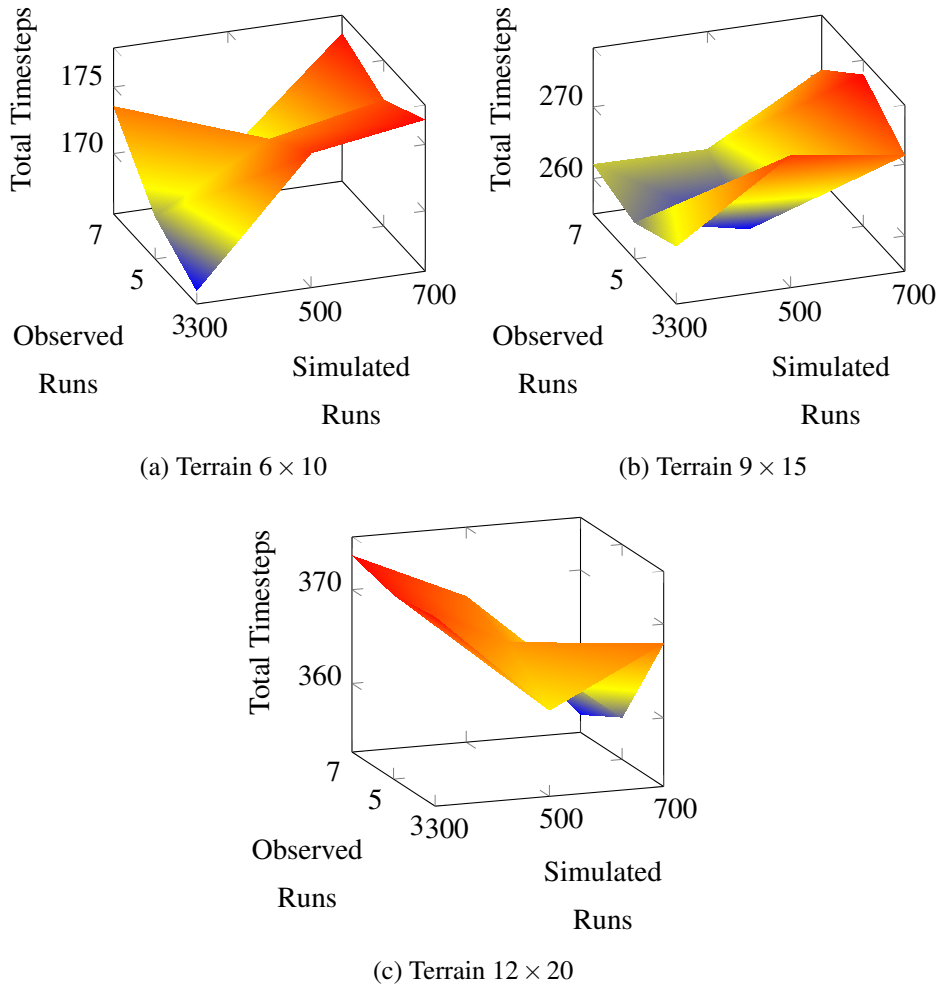 Total Timesteps
175
170
7
5
3
300
500
700
Observed
Runs
Simulated
Runs
(a) Terrain 6 × 10
Total Timesteps
270
260
7
5
3
300
500
700
Observed
Runs
Simulated
Runs
(b) Terrain 9 × 15
Total Timesteps
370
360
7
5
3
300
500
700
Observed
Runs
Simulated
Runs
(c) Terrain 12 × 20